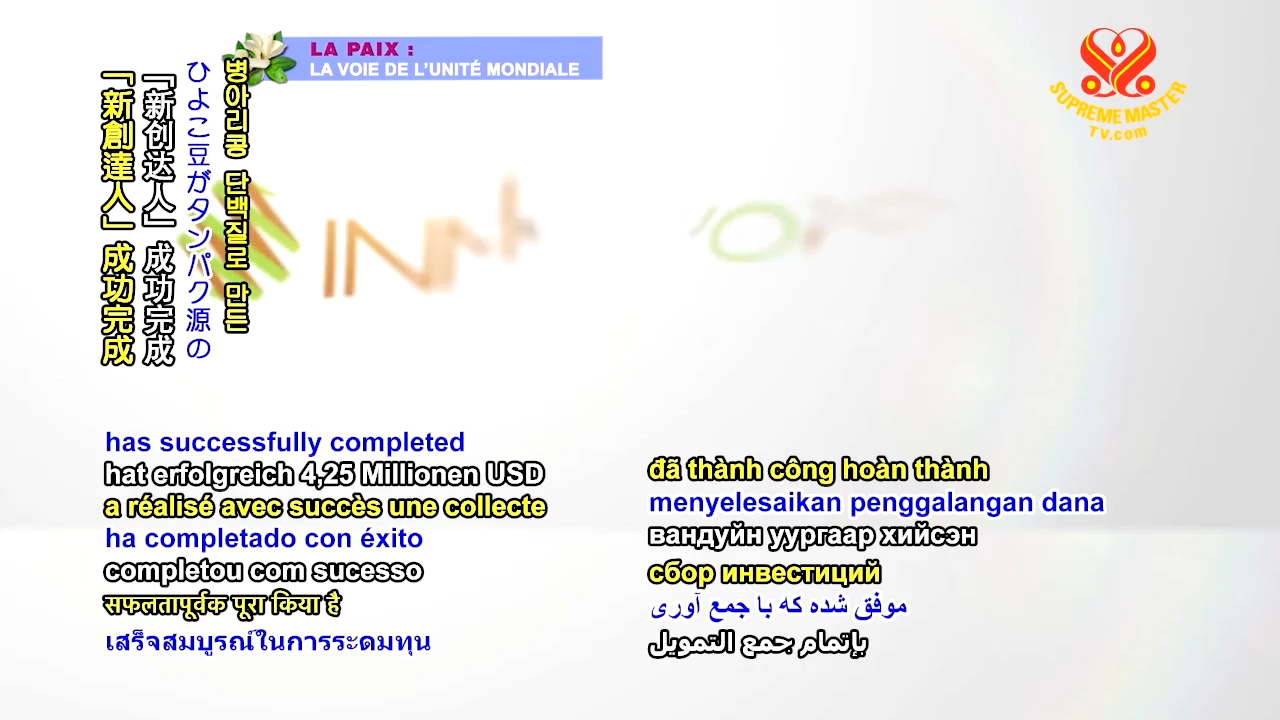 LA PAIX :
LA VOIE DE L'UNITÉ MONDIALE
SUPREME MASTER
TV.com
「新創達人」成功完成
「新创达人」成功完成
ひよこ豆がタンパク源の
병아리콩 단백질로 만든
has successfully completed
hat erfolgreich 4,25 Millionen USD
a réalisé avec succès une collecte
ha completado con éxito
completou com sucesso
सफलतापूर्वक पूरा किया है
เสร็จสมบูรณ์ในการระดมทุน
đã thành công hoàn thành
menyelesaikan penggalangan dana
вандуйн уургаар хийсэн
сбор инвестиций
موفق شده که با جمع آوری
بإتمام جمع التمويل